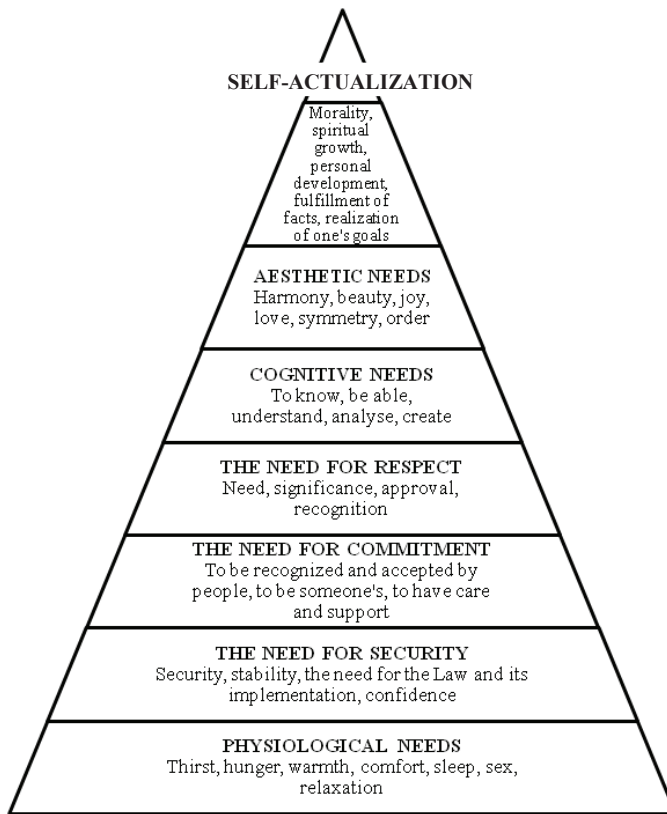 SELF-ACTUALIZATION
Morality,
spiritual
growth,
personal
development,
fulfillment of
facts, realization
of one's goals
AESTHETIC NEEDS
Harmony, beauty, joy,
love, symmetry, order
COGNITIVE NEEDS
To know, be able,
understand, analyse, create
THE NEED FOR RESPECT
Need, significance, approval,
recognition
THE NEED FOR COMMITMENT
To be recognized and accepted by
people, to be someone's, to have care
and support
THE NEED FOR SECURITY
Security, stability, the need for the Law and its
implementation, confidence
PHYSIOLOGICAL NEEDS
Thirst, hunger, warmth, comfort, sleep, sex,
relaxation